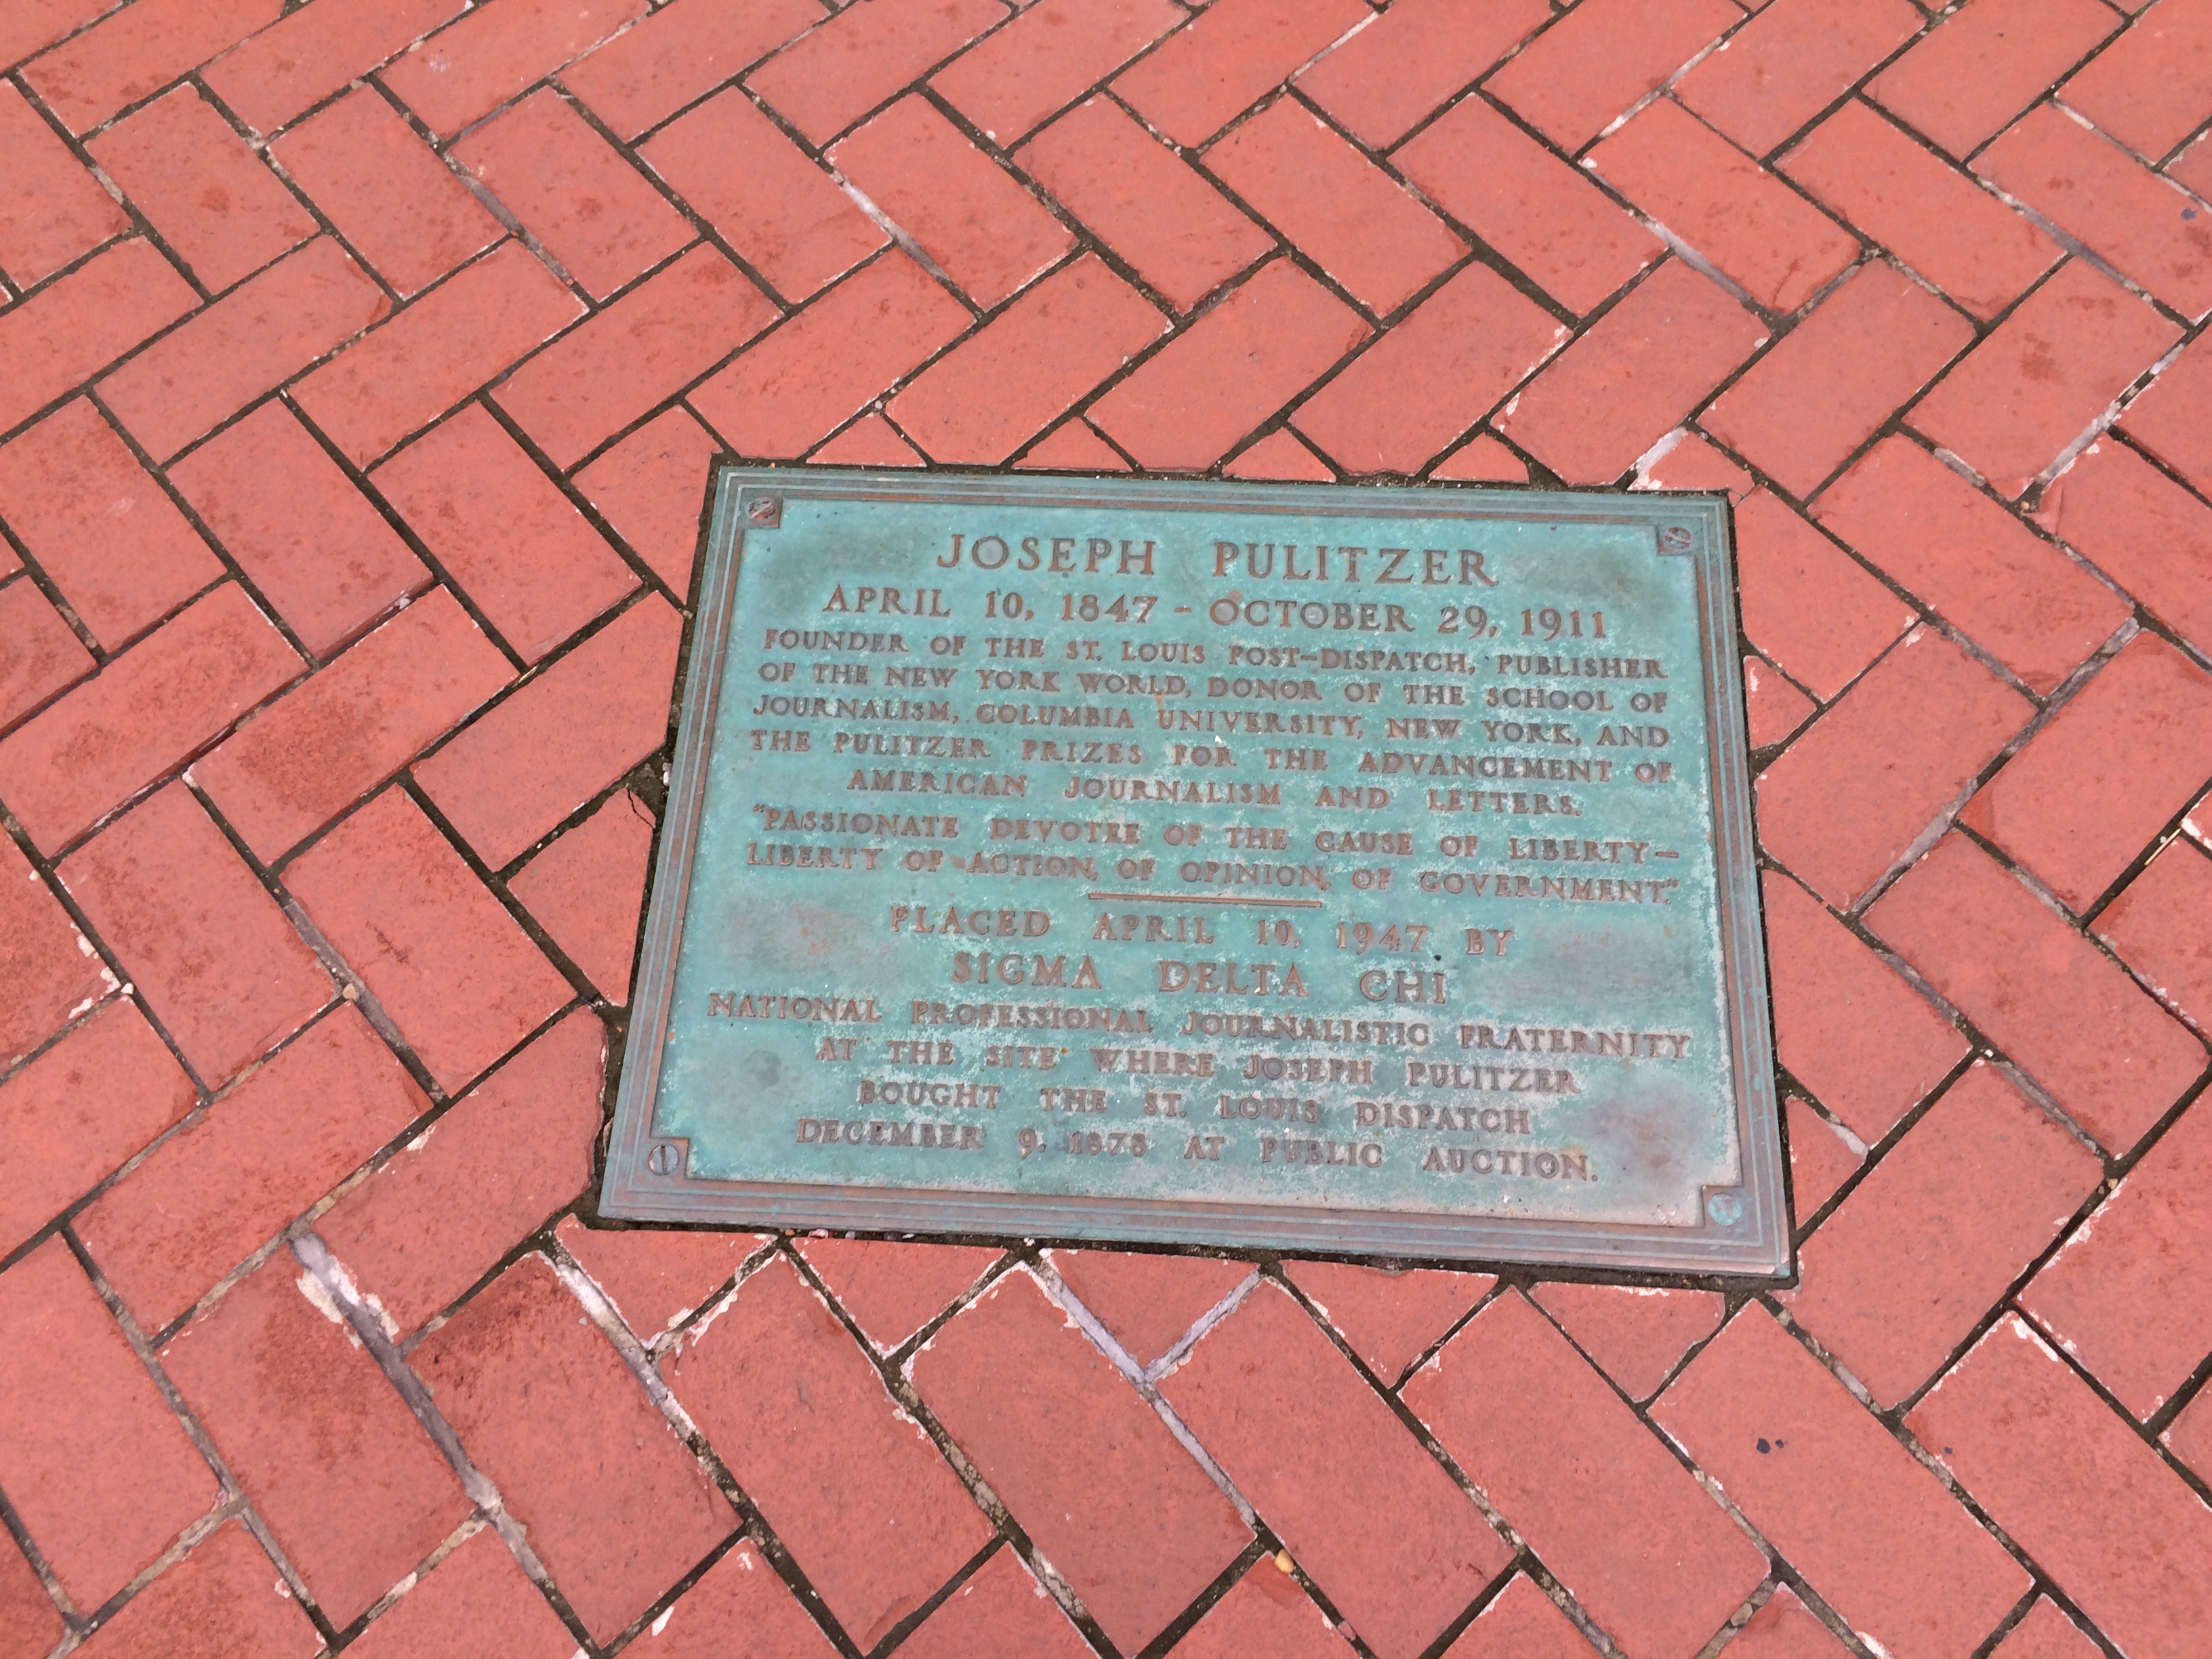 JOSEPH PULITZER
APRIL 10, 1847 - OCTOBER 29, 1911
FOUNDER OF THE ST. LOUIS POST-DISPATCH, PUBLISHER
OF THE NEW YORK WORLD, DONOR OF THE SCHOOL OF
JOURNALISM, COLUMBIA UNIVERSITY, NEW YORK, AND
THE PULITZER PRIZES FOR THE ADVANCEMENT OF
AMERICAN JOURNALISM AND LETTERS.
"PASSIONATE DEVOTEE OF THE CAUSE OF LIBERTY—
LIBERTY OF ACTION, OF OPINION, OF GOVERNMENT."
PLACED APRIL 10, 1947 BY
SIGMA DELTA CHI
NATIONAL PROFESSIONAL JOURNALISTIC FRATERNITY
AT THE SITE WHERE JOSEPH PULITZER
BOUGHT THE ST. LOUIS DISPATCH
DECEMBER 9, 1878 AT PUBLIC AUCTION.